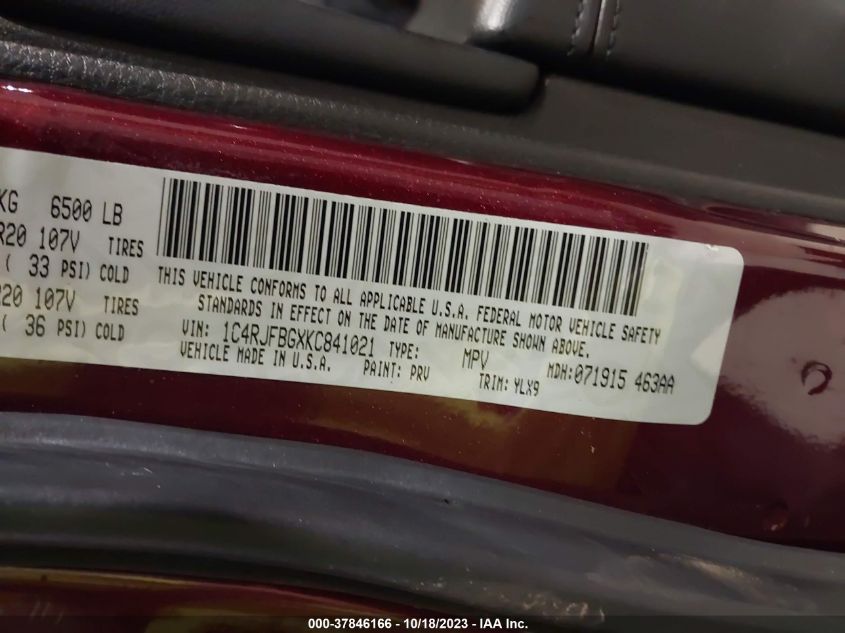 KG 6500 LB
R20 107V TIRES
( 33 PSI) COLD
R20 107V TIRES
( 36 PSI) COLD
THIS VEHICLE CONFORMS TO ALL APPLICABLE U.S.A. FEDERAL MOTOR VEHICLE SAFETY
STANDARDS IN EFFECT ON THE DATE OF MANUFACTURE SHOWN ABOVE.
VIN: 1C4RJFBGXKC841021 TYPE: MPV MDH:071915 463AA
VEHICLE MADE IN U.S.A. PAINT: PRV TRIM: YLX9
000-37846166 - 10/18/2023 - IAA Inc.